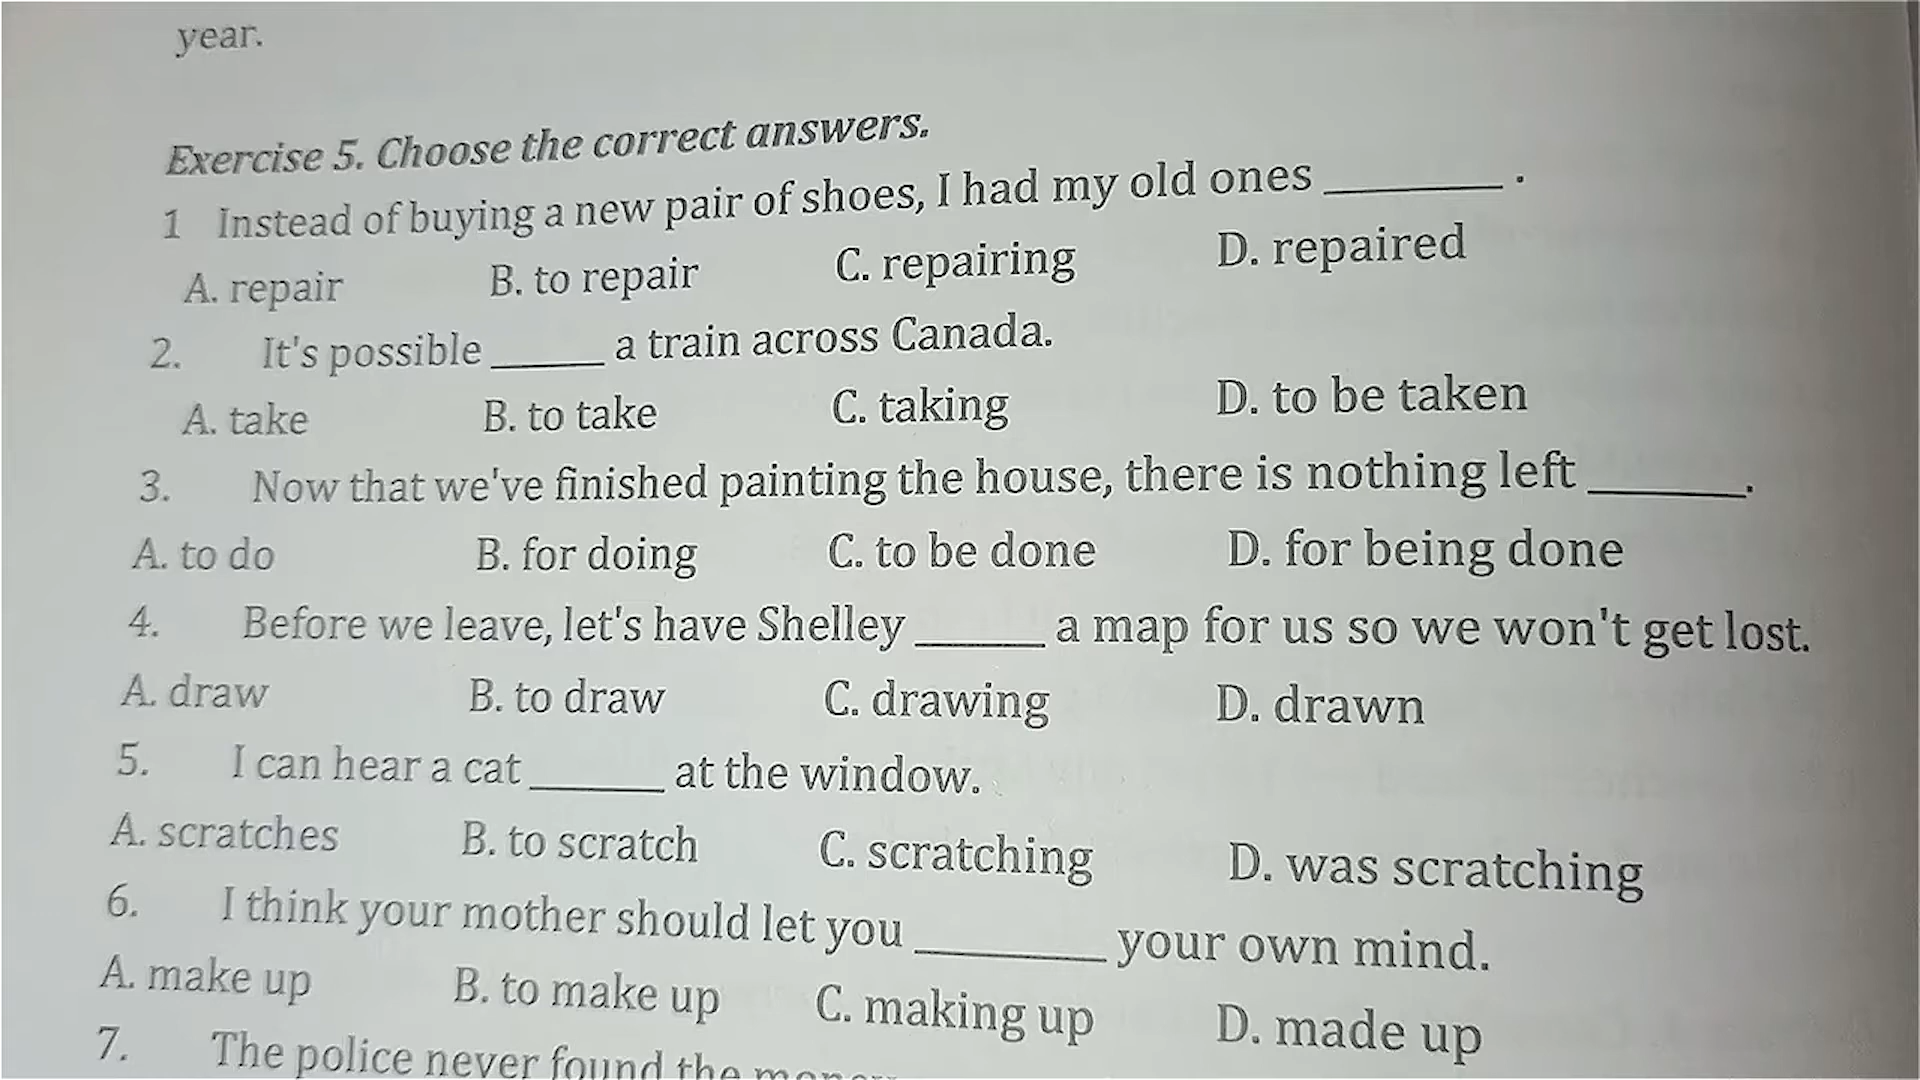 year.
Exercise 5. Choose the correct answers.
1 Instead of buying a new pair of shoes, I had my old ones ________.
A. repair B. to repair C. repairing D. repaired
2. It's possible _____ a train across Canada.
A. take B. to take C. taking D. to be taken
3. Now that we've finished painting the house, there is nothing left _______.
A. to do B. for doing C. to be done D. for being done
4. Before we leave, let's have Shelley ______ a map for us so we won't get lost.
A. draw B. to draw C. drawing D. drawn
5. I can hear a cat ______ at the window.
A. scratches B. to scratch C. scratching D. was scratching
6. I think your mother should let you ________ your own mind.
A. make up B. to make up C. making up D. made up
7. The police never found the money